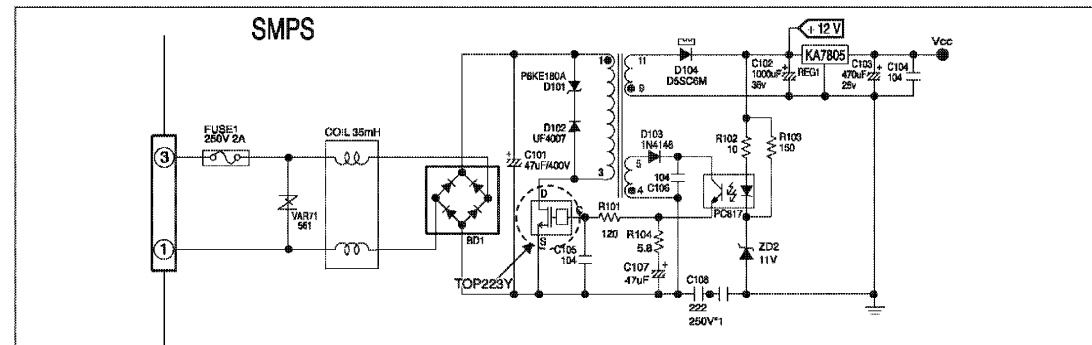 SMPS
+12 V
Vcc
KA7805
C102
1000uF
35v
REG1
C103
470uF
25v
C104
104
D104
D5SC6M
1
11
9
P6KE180A
D101
D102
UF4007
FUSE1
250V 2A
COIL 35mH
C101
47uF/400V
3
D103
1N4148
5
4
104
C106
R102
10
R103
150
PC817
3
1
VAR71
561
BD1
D
C
S
R101
120
C105
104
R104
5.8
C107
47uF
TOP223Y
C108
222
250V*1
ZD2
11V